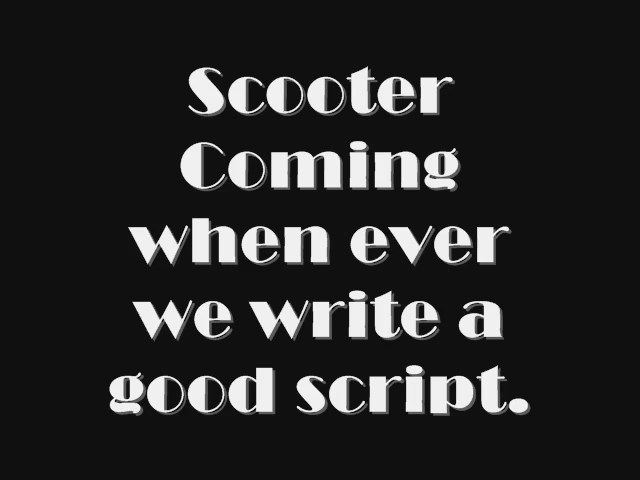 Scooter
Coming
when ever
we write a
good script.